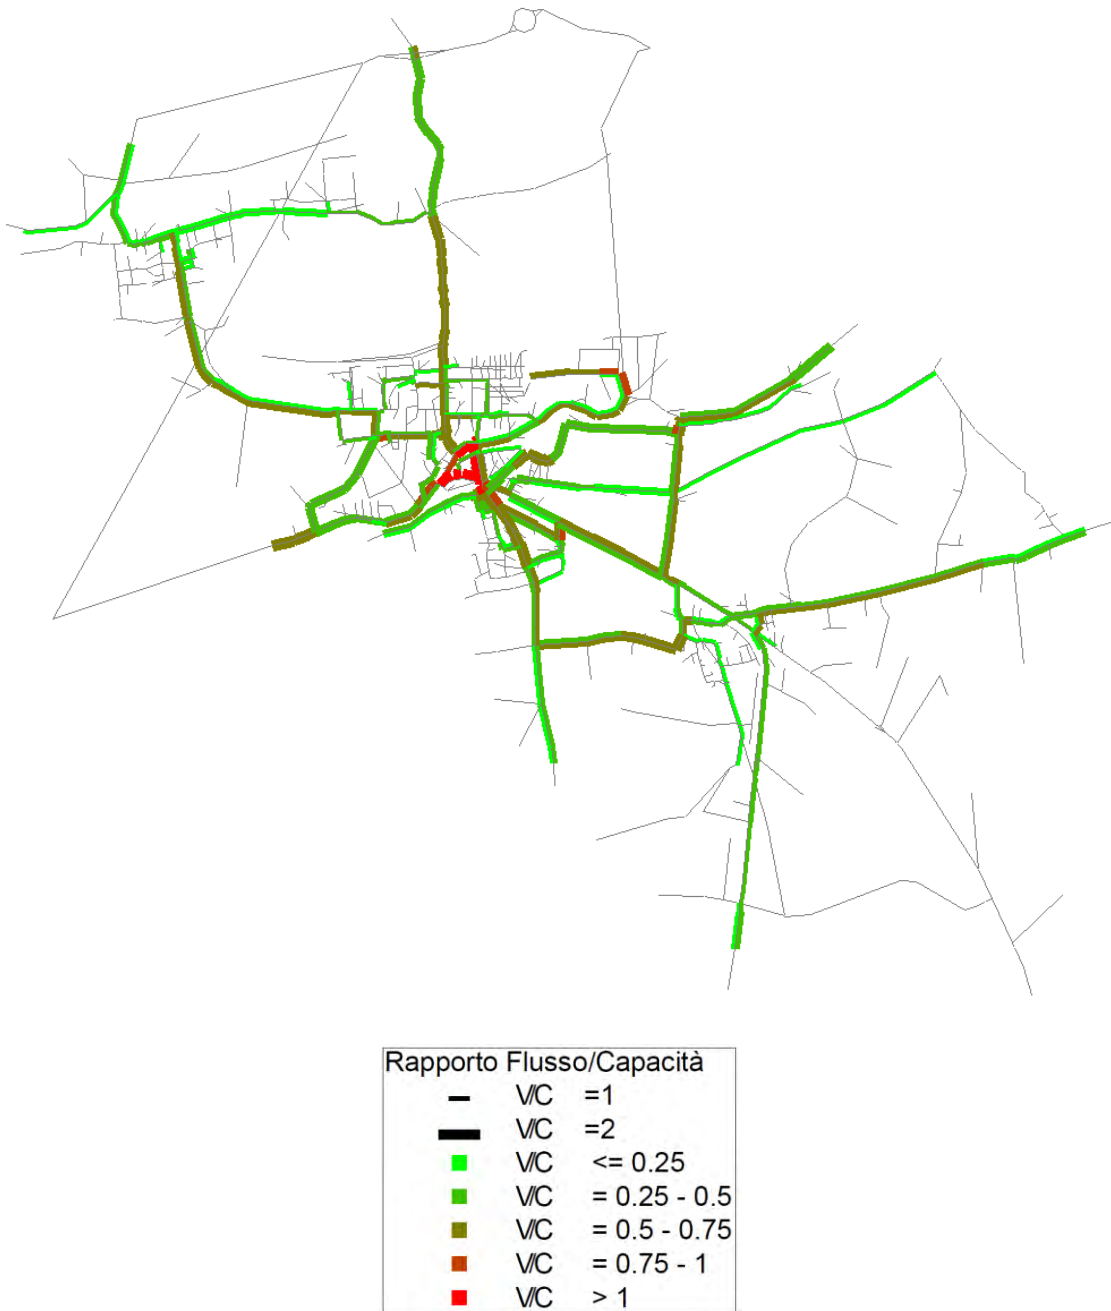 Rapporto Flusso/Capacità
V/C =1
V/C =2
V/C <= 0.25
V/C = 0.25 - 0.5
V/C = 0.5 - 0.75
V/C = 0.75 - 1
V/C > 1